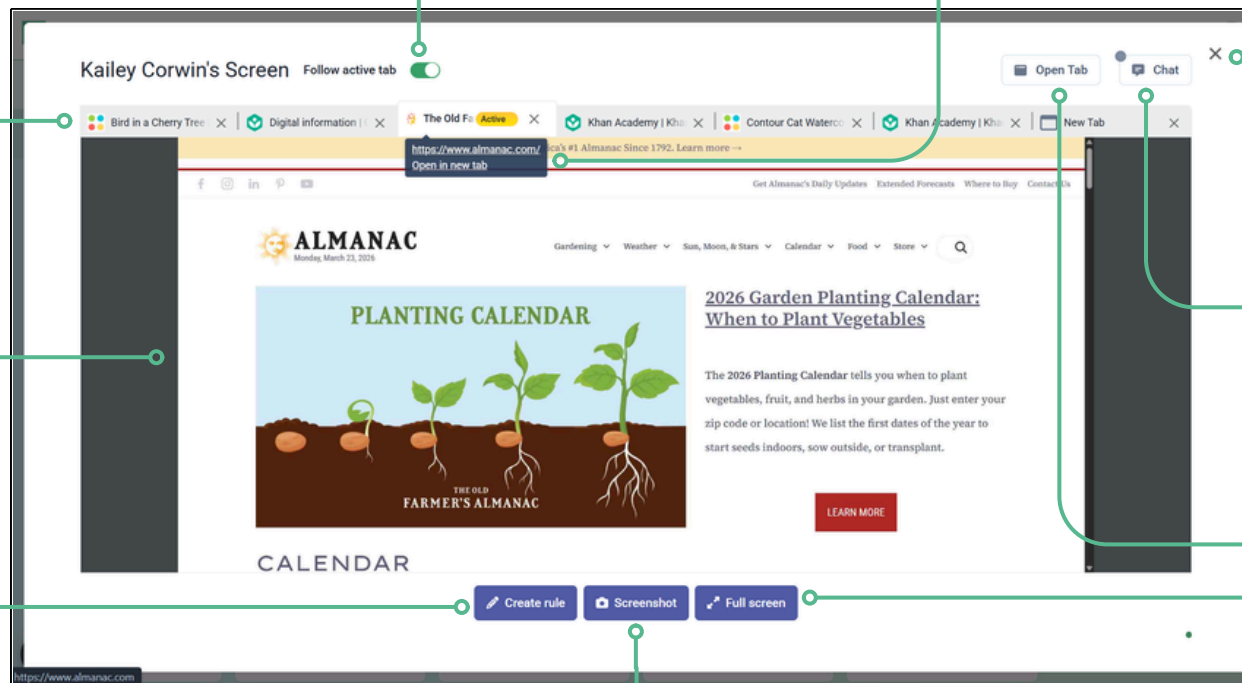 Kailey Corwin's Screen Follow active tab Open Tab Chat
Bird in a Cherry Tree Digital information | The Old Fa Active Khan Academy | Kha Contour Cat Waterco Khan Academy | Kha New Tab
https://www.almanac.com/
Open in new tab
ica's #1 Almanac Since 1792. Learn more →
Get Almanac's Daily Updates Extended Forecasts Where to Buy Contact Us
ALMANAC
Monday, March 23, 2026
Gardening Weather Sun, Moon, & Stars Calendar Food Store
PLANTING CALENDAR
THE OLD
FARMER'S ALMANAC
2026 Garden Planting Calendar:
When to Plant Vegetables
The 2026 Planting Calendar tells you when to plant
vegetables, fruit, and herbs in your garden. Just enter your
zip code or location! We list the first dates of the year to
start seeds indoors, sow outside, or transplant.
LEARN MORE
CALENDAR
Create rule Screenshot Full screen
https://www.almanac.com